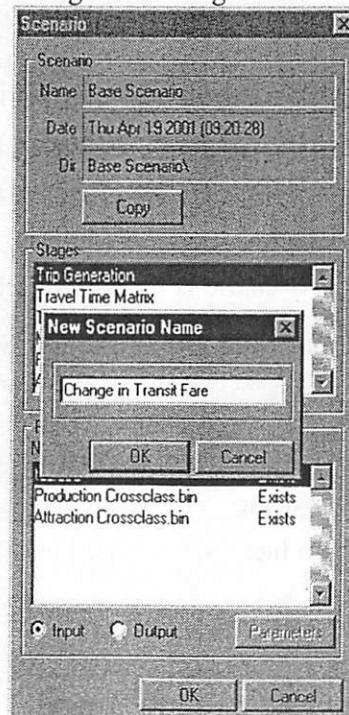 Scenario
Scenario
Name Base Scenario
Date Thu Apr 19 2001 (09:20:28)
Dir Base Scenario\
Copy
Stages
Trip Generation
Travel Time Matrix
New Scenario Name
Change in Transit Fare
OK Cancel
Production Crossclass.bin Exists
Attraction Crossclass.bin Exists
Input Output Parameters
OK Cancel